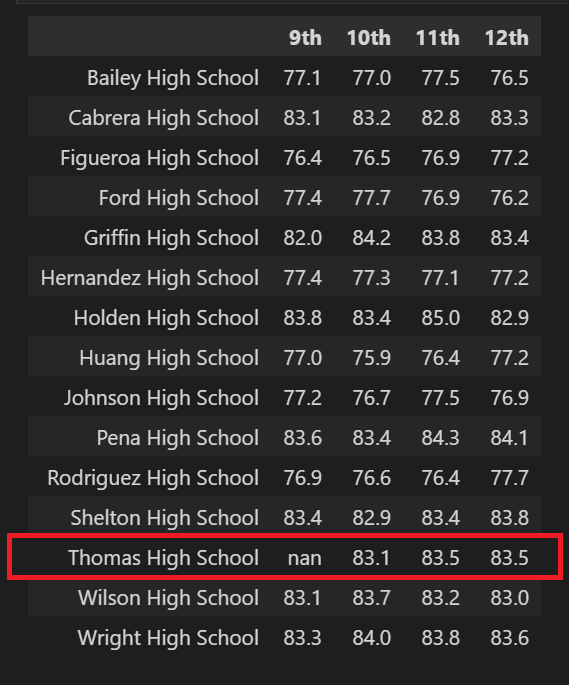 9th 10th 11th 12th
Bailey High School 77.1 77.0 77.5 76.5
Cabrera High School 83.1 83.2 82.8 83.3
Figueroa High School 76.4 76.5 76.9 77.2
Ford High School 77.4 77.7 76.9 76.2
Griffin High School 82.0 84.2 83.8 83.4
Hernandez High School 77.4 77.3 77.1 77.2
Holden High School 83.8 83.4 85.0 82.9
Huang High School 77.0 75.9 76.4 77.2
Johnson High School 77.2 76.7 77.5 76.9
Pena High School 83.6 83.4 84.3 84.1
Rodriguez High School 76.9 76.6 76.4 77.7
Shelton High School 83.4 82.9 83.4 83.8
Thomas High School nan 83.1 83.5 83.5
Wilson High School 83.1 83.7 83.2 83.0
Wright High School 83.3 84.0 83.8 83.6